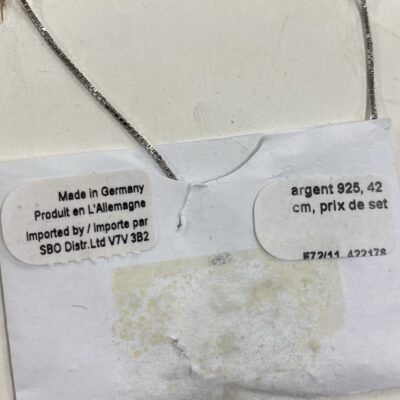 Made in Germany
Produit en L'Allemagne
Imported by / Importe par
SBO Distr.Ltd V7V 3B2
argent 925, 42
cm, prix de set